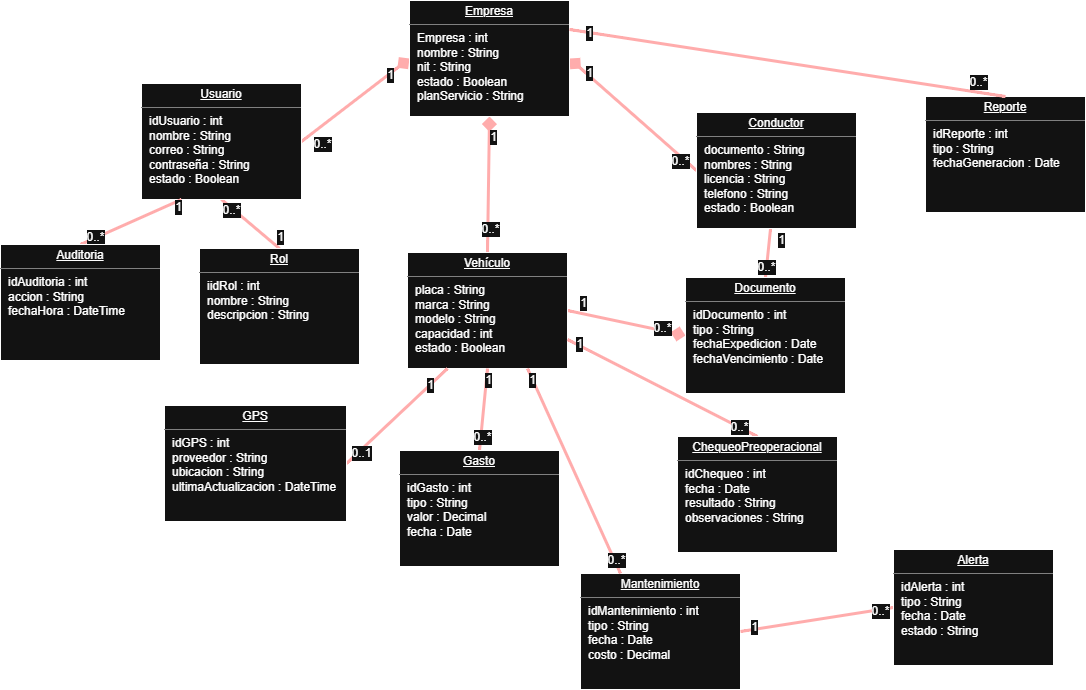 Empresa
Empresa : int
nombre : String
nit : String
estado : Boolean
planServicio : String
1
1
1
1
0..*
0..*
0..*
0..*
Usuario
idUsuario : int
nombre : String
correo : String
contraseña : String
estado : Boolean
Reporte
idReporte : int
tipo : String
fechaGeneracion : Date
Conductor
documento : String
nombres : String
licencia : String
telefono : String
estado : Boolean
1
0..*
0..*
1
1
0..*
Auditoria
idAuditoria : int
accion : String
fechaHora : DateTime
Rol
iidRol : int
nombre : String
descripcion : String
Vehículo
placa : String
marca : String
modelo : String
capacidad : int
estado : Boolean
1
0..*
Documento
idDocumento : int
tipo : String
fechaExpedicion : Date
fechaVencimiento : Date
1
1
1
1
0..1
0..*
0..*
0..*
GPS
idGPS : int
proveedor : String
ubicacion : String
ultimaActualizacion : DateTime
Gasto
idGasto : int
tipo : String
valor : Decimal
fecha : Date
ChequeoPreoperacional
idChequeo : int
fecha : Date
resultado : String
observaciones : String
Mantenimiento
idMantenimiento : int
tipo : String
fecha : Date
costo : Decimal
1
0..*
Alerta
idAlerta : int
tipo : String
fecha : Date
estado : String